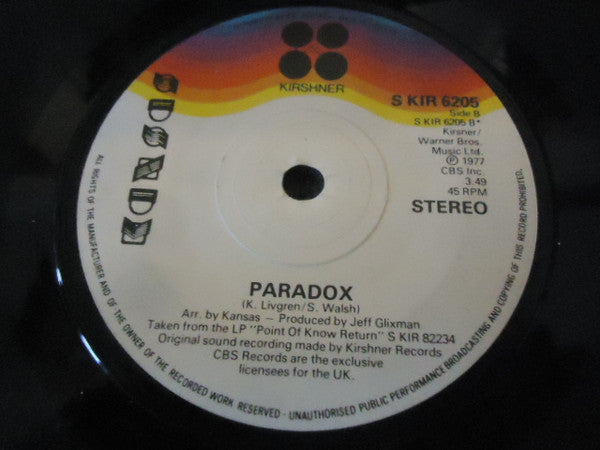 KIRSHNER
S KIR 6205
Side B
S KIR 6205 B*
Kirsner/
Warner Bros.
Music Ltd.
℗ 1977
CBS Inc.
3.49
45 RPM
STEREO
PARADOX
(K. Livgren/S. Walsh)
Arr. by Kansas — Produced by Jeff Glixman
Taken from the LP "Point Of Know Return" S KIR 82234
Original sound recording made by Kirshner Records
CBS Records are the exclusive
licensees for the UK.
ALL RIGHTS OF THE MANUFACTURER AND OF THE OWNER OF THE RECORDED WORK RESERVED - UNAUTHORISED PUBLIC PERFORMANCE BROADCASTING AND COPYING OF THIS RECORD PROHIBITED.